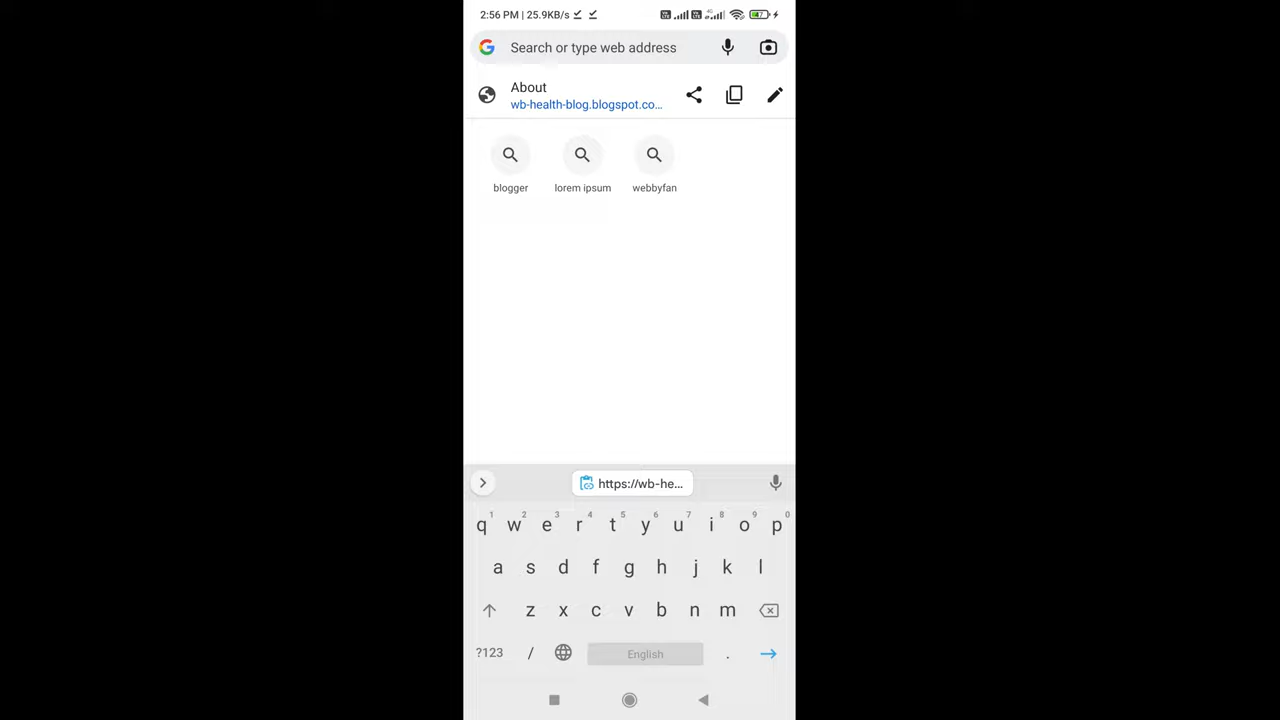 2:56 PM | 25.9KB/s
Search or type web address
About
wb-health-blog.blogspot.co...
blogger
lorem ipsum
webbyfan
https://wb-he...
1 2 3 4 5 6 7 8 9 0
q w e r t y u i o p
a s d f g h j k l
z x c v b n m
?123 / English .